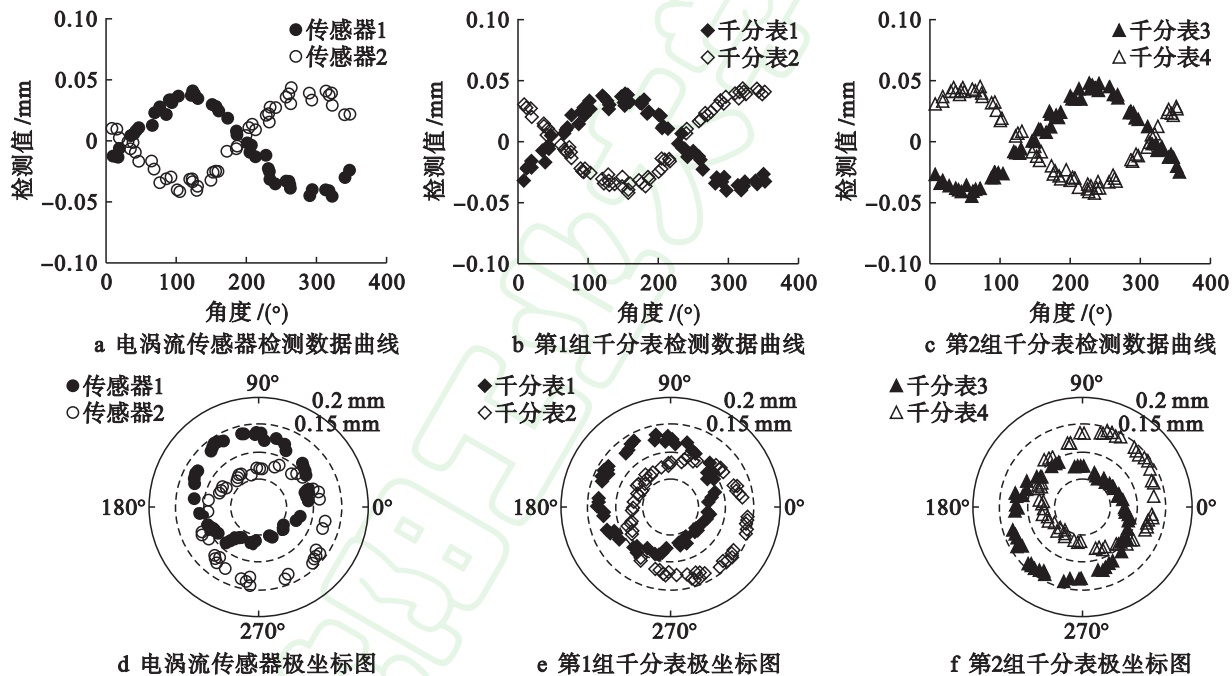 0.10
0.05
0
−0.05
−0.10
检测值/mm
传感器1
传感器2
0 100 200 300 400
角度/(°)
a 电涡流传感器检测数据曲线
0.10
0.05
0
−0.05
−0.10
检测值/mm
千分表1
千分表2
0 100 200 300 400
角度/(°)
b 第1组千分表检测数据曲线
0.10
0.05
0
−0.05
−0.10
检测值/mm
千分表3
千分表4
0 100 200 300 400
角度/(°)
c 第2组千分表检测数据曲线
传感器1
传感器2
90°
0.2 mm
0.15 mm
180°
0°
270°
d 电涡流传感器极坐标图
千分表1
千分表2
90°
0.2 mm
0.15 mm
180°
0°
270°
e 第1组千分表极坐标图
千分表3
千分表4
90°
0.2 mm
0.15 mm
180°
0°
270°
f 第2组千分表极坐标图